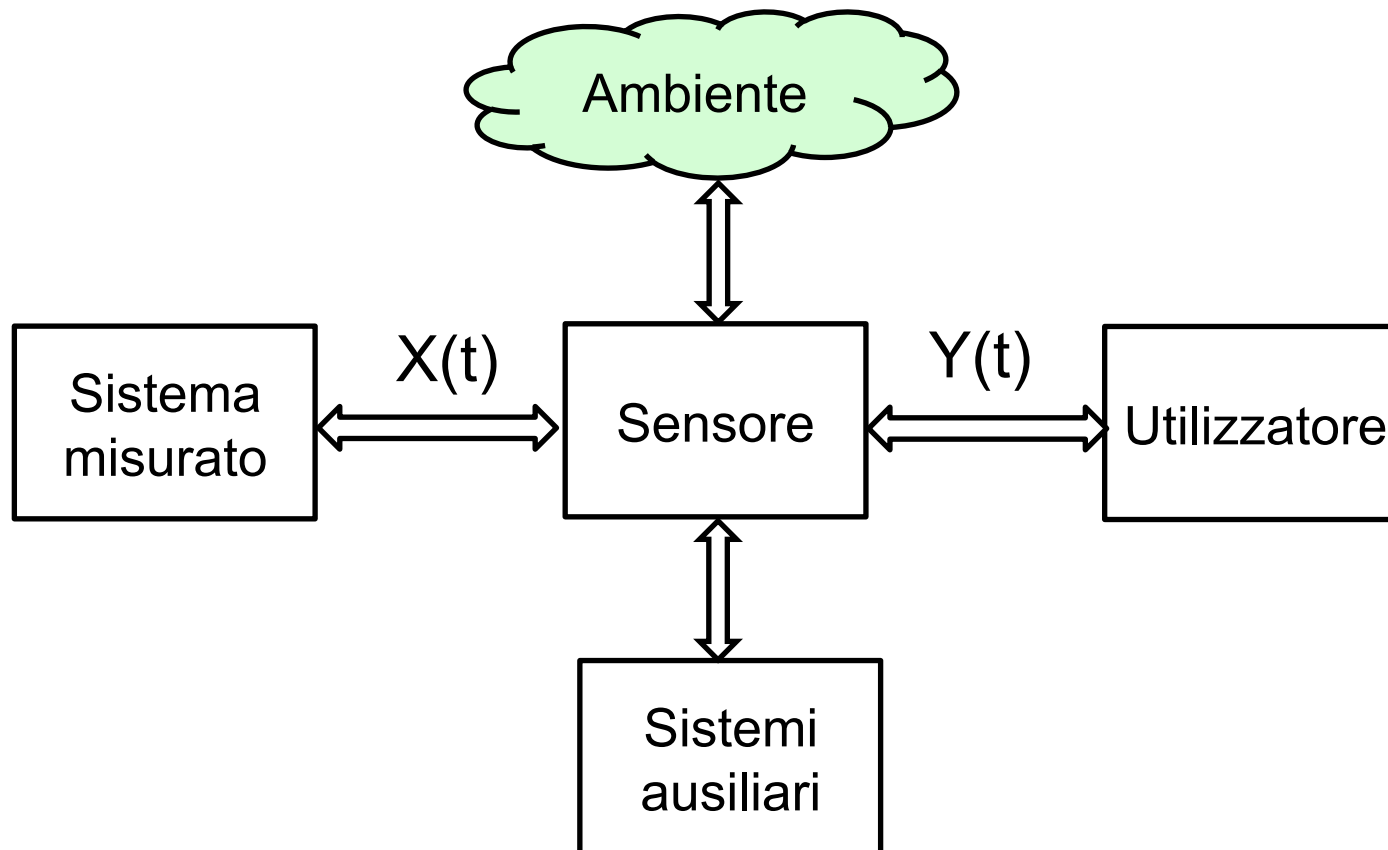 Ambiente
X(t)
Y(t)
Sistema
misurato
Sensore
Utilizzatore
Sistemi
ausiliari